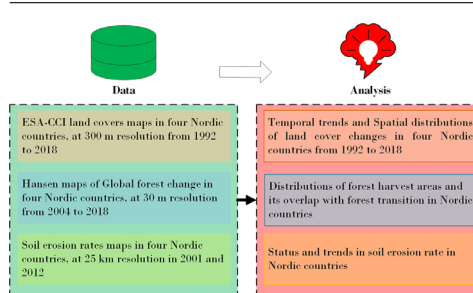 Data
Analysis
ESA-CCI land covers maps in four Nordic
countries, at 300 m resolution from 1992
to 2018
Hansen maps of Global forest change in
four Nordic countries, at 30 m resolution
from 2004 to 2018
Soil erosion rates maps in four Nordic
countries, at 25 km resolution in 2001 and
2012
Temporal trends and Spatial distributions
of land cover changes in four Nordic
countries from 1992 to 2018
Distributions of forest harvest areas and
its overlap with forest transition in Nordic
countries
Status and trends in soil erosion rate in
Nordic countries